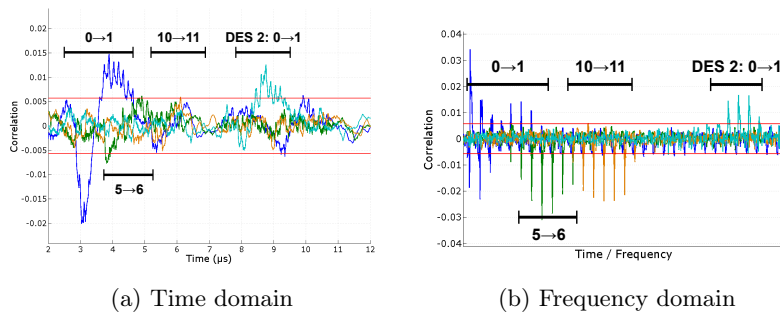 0.025
0.02
0.015
0.01
0.005
0
-0.005
-0.01
-0.015
-0.02
Correlation
0→1
10→11
DES 2: 0→1
5→6
2 3 4 5 6 7 8 9 10 11 12
Time (µs)
(a) Time domain
0.04
0.03
0.02
0.01
0
-0.01
-0.02
-0.03
-0.04
Correlation
0→1
10→11
DES 2: 0→1
5→6
Time / Frequency
(b) Frequency domain